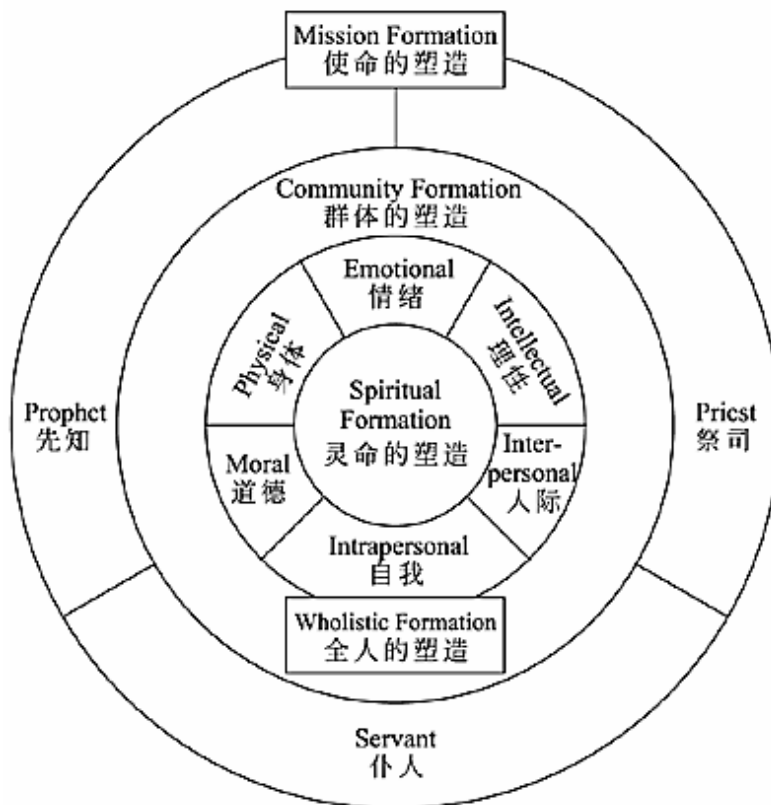 Mission Formation
使命的塑造
Community Formation
群体的塑造
Emotional
情绪
Physical
身体
Intellectual
理性
Spiritual
Formation
灵命的塑造
Prophet
先知
Priest
祭司
Moral
道德
Inter-
personal
人际
Intrapersonal
自我
Wholistic Formation
全人的塑造
Servant
仆人